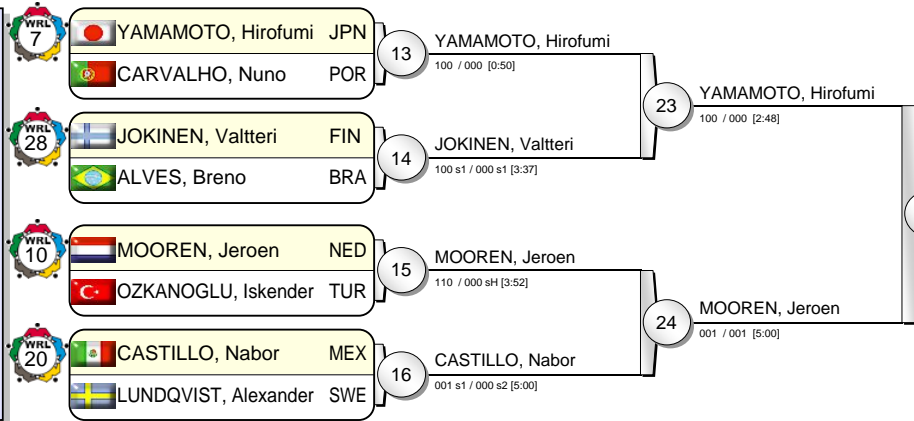 WRL
7
YAMAMOTO, Hirofumi JPN
CARVALHO, Nuno POR
13
YAMAMOTO, Hirofumi
100 / 000 [0:50]
WRL
28
JOKINEN, Valtteri FIN
ALVES, Breno BRA
14
JOKINEN, Valtteri
100 s1 / 000 s1 [3:37]
23
YAMAMOTO, Hirofumi
100 / 000 [2:48]
WRL
10
MOOREN, Jeroen NED
OZKANOGLU, Iskender TUR
15
MOOREN, Jeroen
110 / 000 sH [3:52]
WRL
20
CASTILLO, Nabor MEX
LUNDQVIST, Alexander SWE
16
CASTILLO, Nabor
001 s1 / 000 s2 [5:00]
24
MOOREN, Jeroen
001 / 001 [5:00]